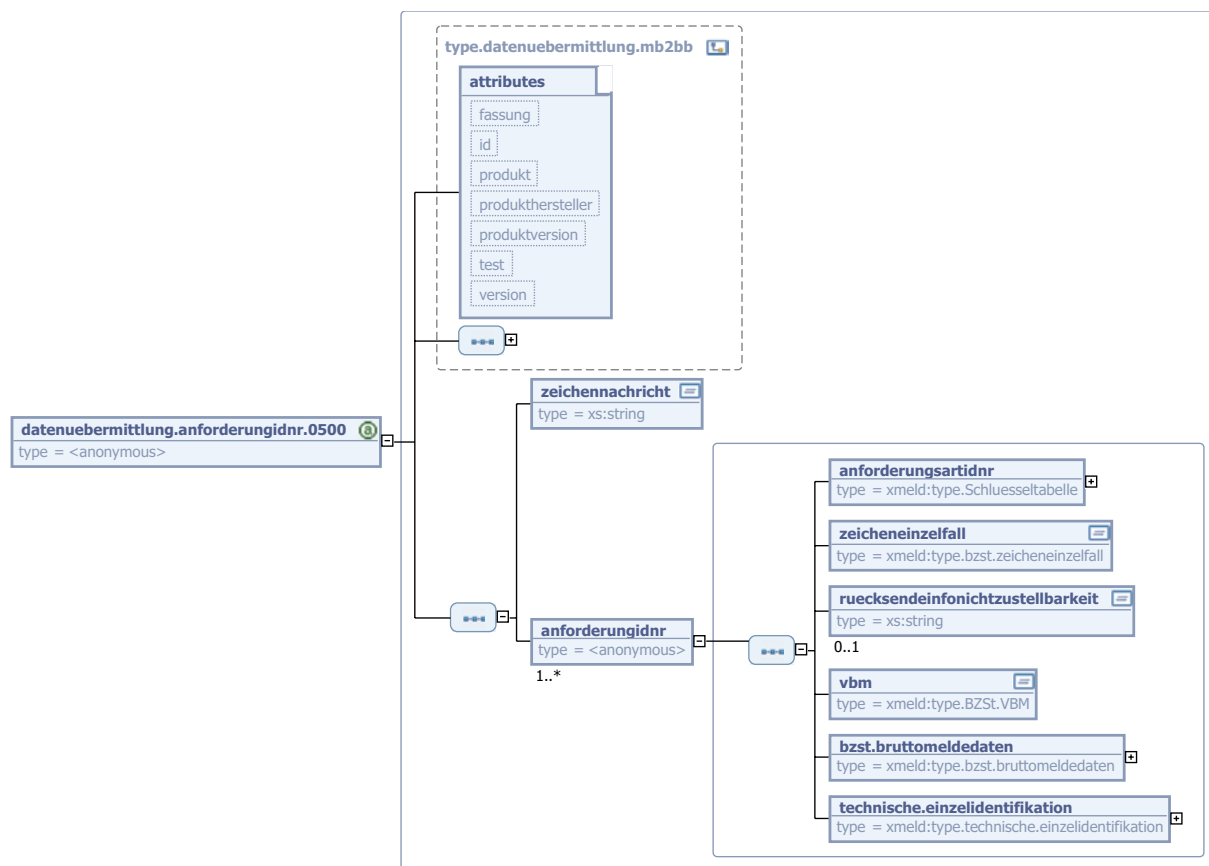 type.datenuebermittlung.mb2bb
attributes
fassung
id
produkt
produkthersteller
produktversion
test
version
zeichennachricht
type = xs:string
datenuebermittlung.anforderungidnr.0500
type = <anonymous>
anforderungidnr
type = <anonymous>
1..*
anforderungsartidnr
type = xmeld:type.Schluesseltabelle
zeicheneinzelfall
type = xmeld:type.bzst.zeicheneinzelfall
ruecksendeinfonichtzustellbarkeit
type = xs:string
0..1
vbm
type = xmeld:type.BZSt.VBM
bzst.bruttomeldedaten
type = xmeld:type.bzst.bruttomeldedaten
technische.einzelidentifikation
type = xmeld:type.technische.einzelidentifikation